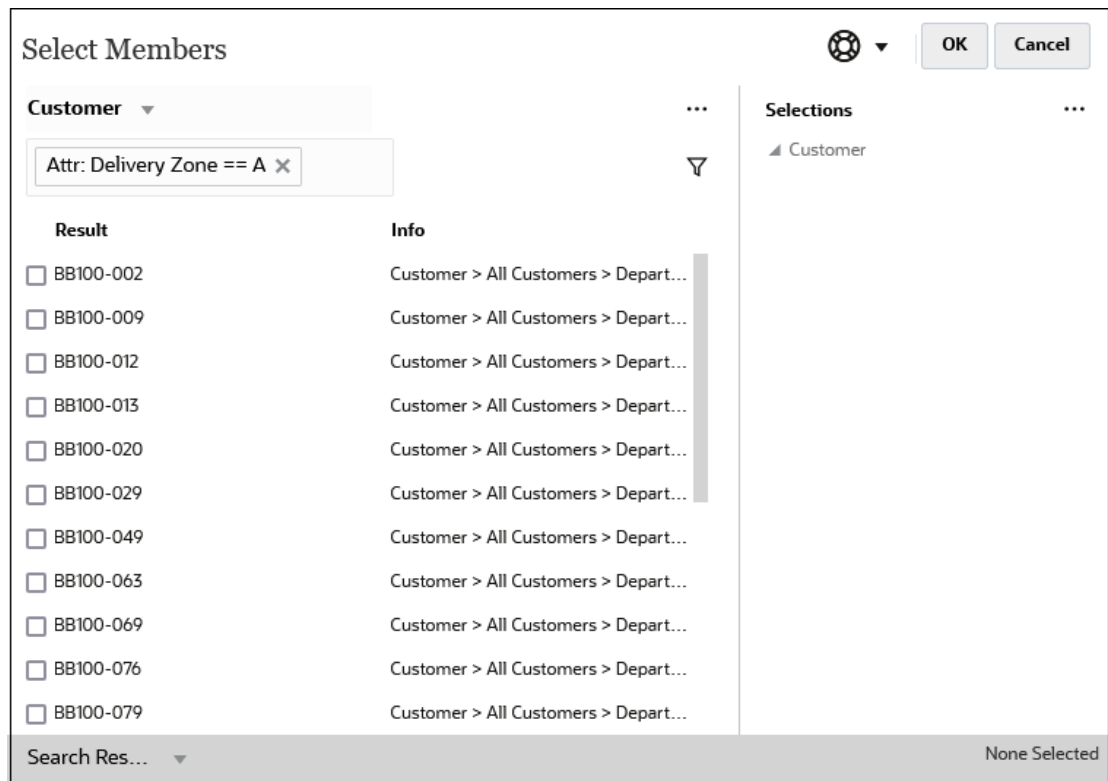 Select Members
OK
Cancel
Customer
...
Selections
...
Attr: Delivery Zone == A
Customer
Result Info
BB100-002 Customer > All Customers > Depart...
BB100-009 Customer > All Customers > Depart...
BB100-012 Customer > All Customers > Depart...
BB100-013 Customer > All Customers > Depart...
BB100-020 Customer > All Customers > Depart...
BB100-029 Customer > All Customers > Depart...
BB100-049 Customer > All Customers > Depart...
BB100-063 Customer > All Customers > Depart...
BB100-069 Customer > All Customers > Depart...
BB100-076 Customer > All Customers > Depart...
BB100-079 Customer > All Customers > Depart...
Search Res...
None Selected